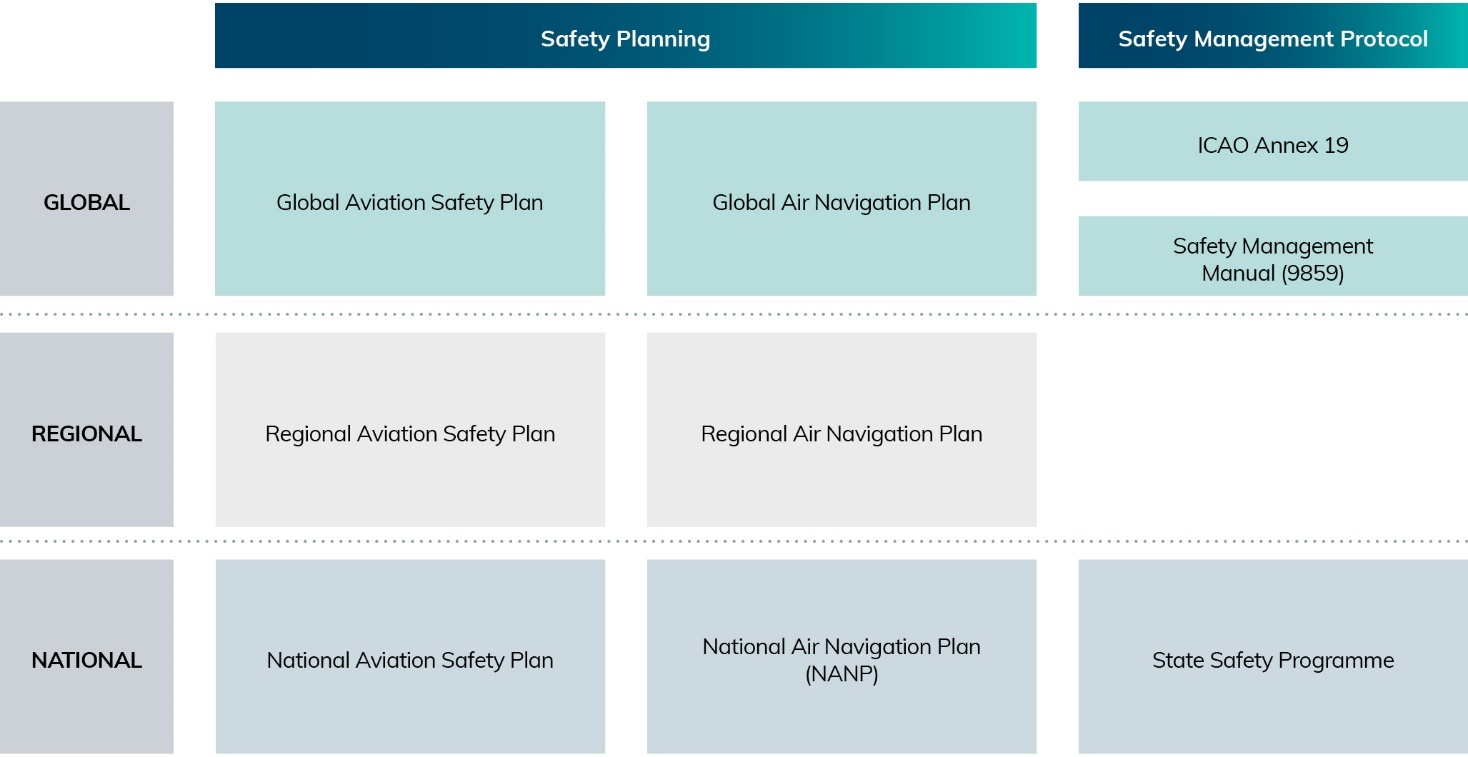 Safety Planning
Safety Management Protocol
GLOBAL
Global Aviation Safety Plan
Global Air Navigation Plan
ICAO Annex 19
Safety Management
Manual (9859)
REGIONAL
Regional Aviation Safety Plan
Regional Air Navigation Plan
NATIONAL
National Aviation Safety Plan
National Air Navigation Plan
(NANP)
State Safety Programme